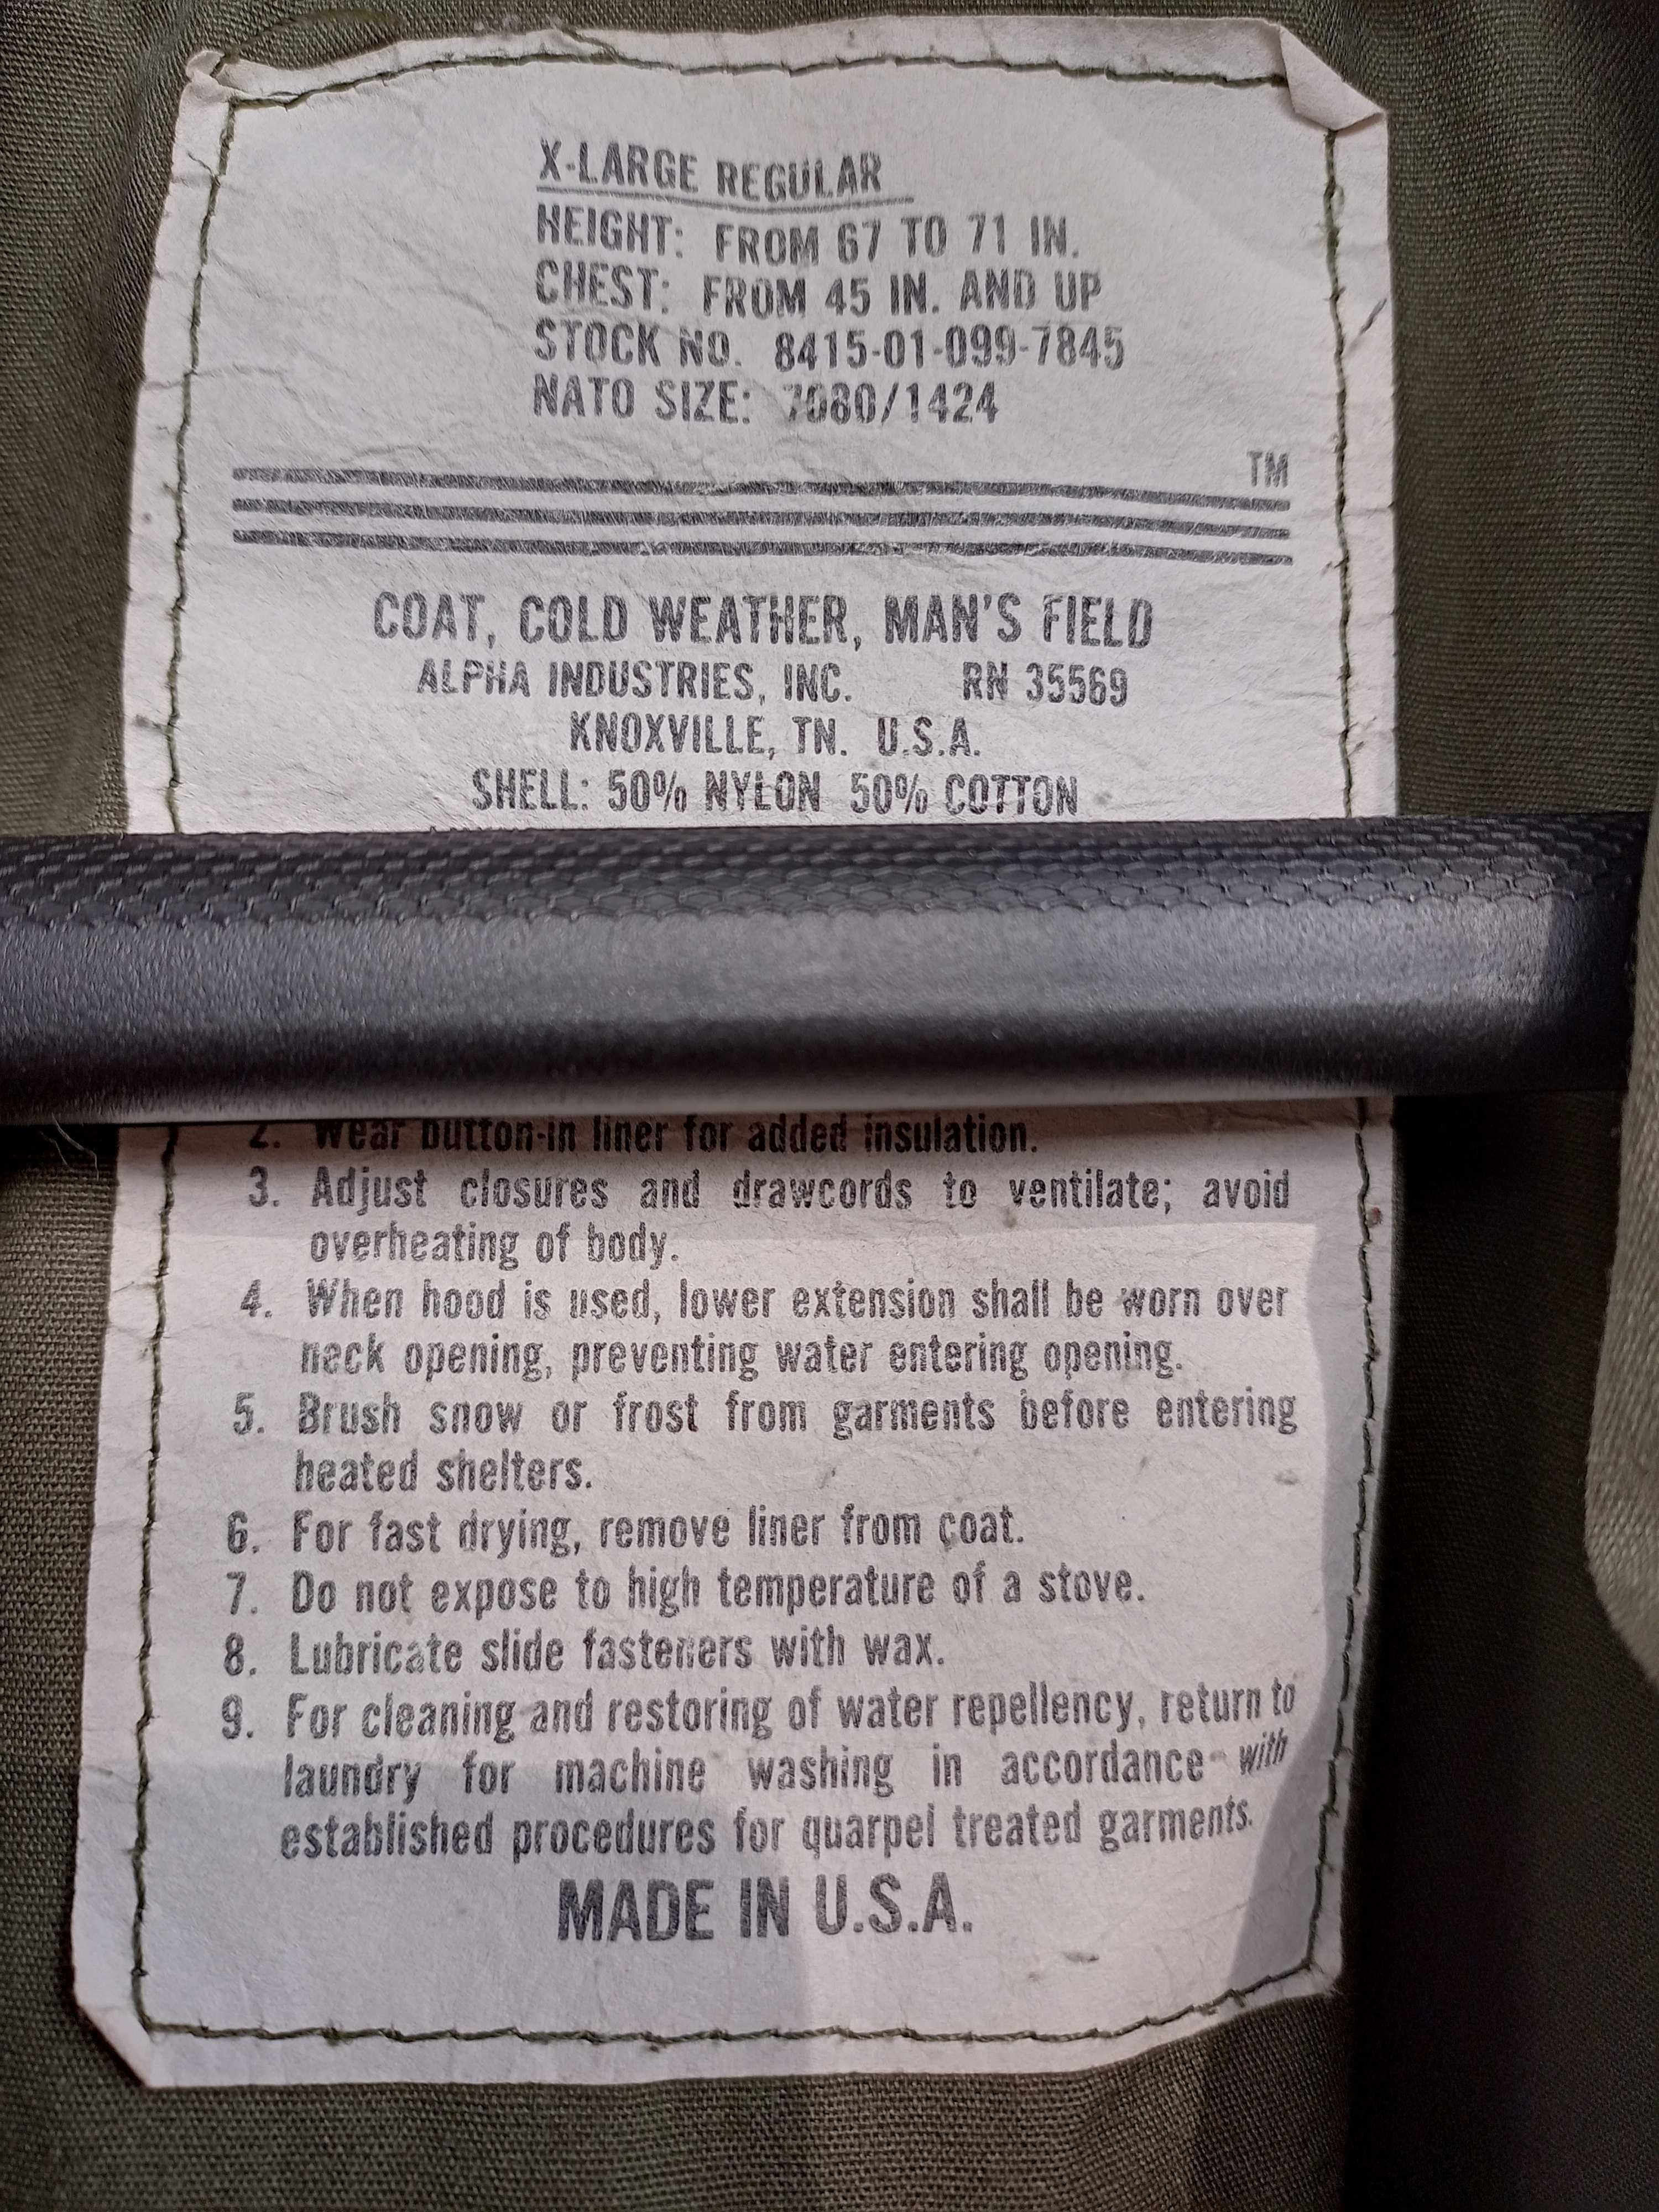 X-LARGE REGULAR
HEIGHT: FROM 67 TO 71 IN.
CHEST: FROM 45 IN. AND UP
STOCK NO. 8415-01-099-7845
NATO SIZE: 7080/1424
TM
COAT, COLD WEATHER, MAN'S FIELD
ALPHA INDUSTRIES, INC. RN 35569
KNOXVILLE, TN. U.S.A.
SHELL: 50% NYLON 50% COTTON
2. Wear button-in liner for added insulation.
3. Adjust closures and drawcords to ventilate; avoid
overheating of body.
4. When hood is used, lower extension shall be worn over
neck opening, preventing water entering opening.
5. Brush snow or frost from garments before entering
heated shelters.
6. For fast drying, remove liner from coat.
7. Do not expose to high temperature of a stove.
8. Lubricate slide fasteners with wax.
9. For cleaning and restoring of water repellency, return to
laundry for machine washing in accordance with
established procedures for quarpel treated garments.
MADE IN U.S.A.